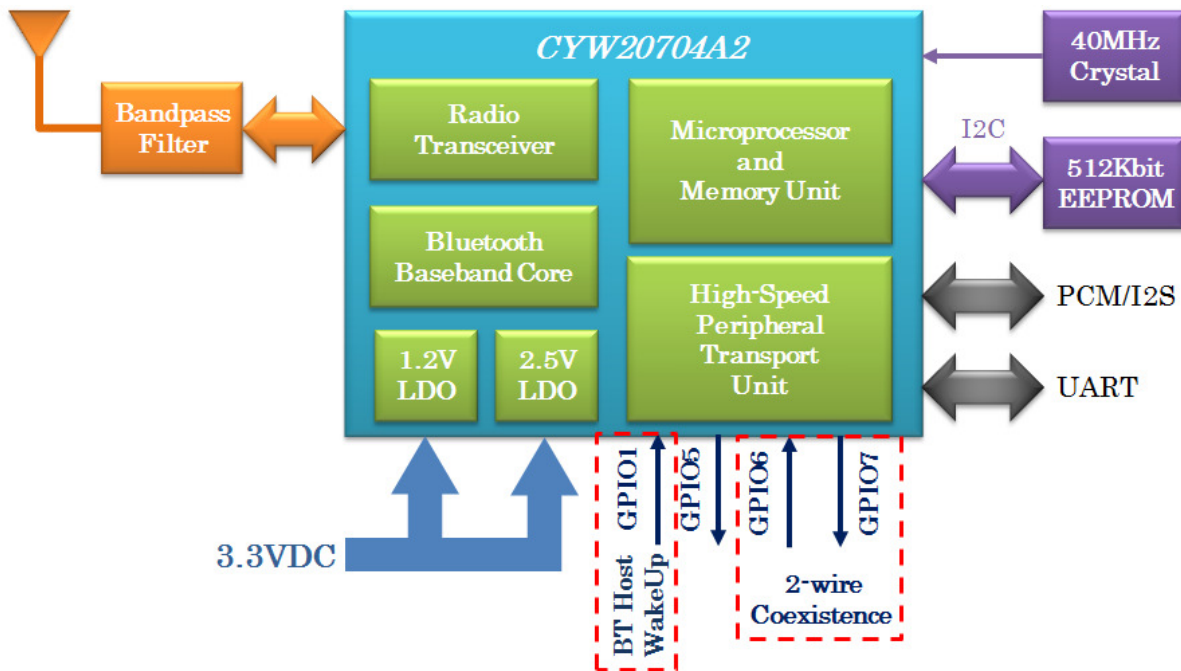 CYW20704A2
40MHz
Crystal
Bandpass
Filter
Radio
Transceiver
Microprocessor
and
Memory Unit
I2C
512Kbit
EEPROM
Bluetooth
Baseband Core
High-Speed
Peripheral
Transport
Unit
PCM/I2S
1.2V
LDO
2.5V
LDO
UART
3.3VDC
GPIO1
BT Host
WakeUp
GPIO5
GPIO6
GPIO7
2-wire
Coexistence